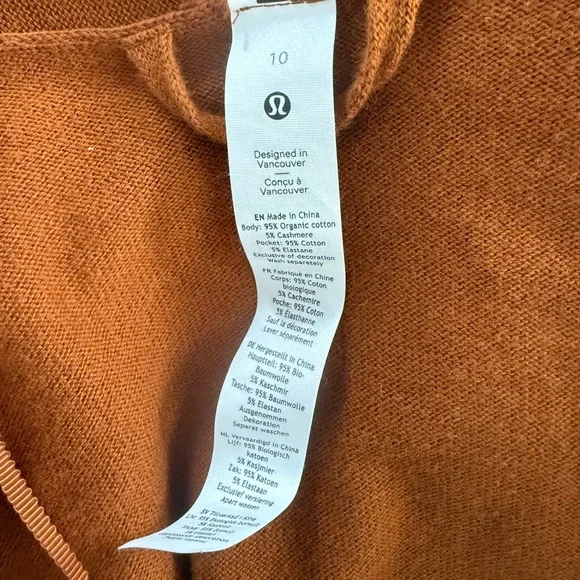 10
Designed in
Vancouver
Conçu à
Vancouver
EN Made in China
Body: 95% Organic cotton
5% Cashmere
Pocket: 95% Cotton
5% Elastane
Exclusive of decoration
Wash separately
FR Fabriqué en Chine
Corps: 95% Coton
biologique
5% Cachemire
Poche: 95% Coton
5% Élasthanne
Sauf la décoration
Laver séparément
DE Hergestellt in China
Hauptteil: 95% Bio-
Baumwolle
5% Kaschmir
Tasche: 95% Baumwolle
5% Elastan
Ausgenommen
Dekoration
Separat waschen
NL Vervaardigd in China
Lijf: 95% Biologisch
katoen
5% Kasjmier
Zak: 95% Katoen
5% Elastaan
Exclusief versiering
Apart wassen
SV Tillverkad i Kina